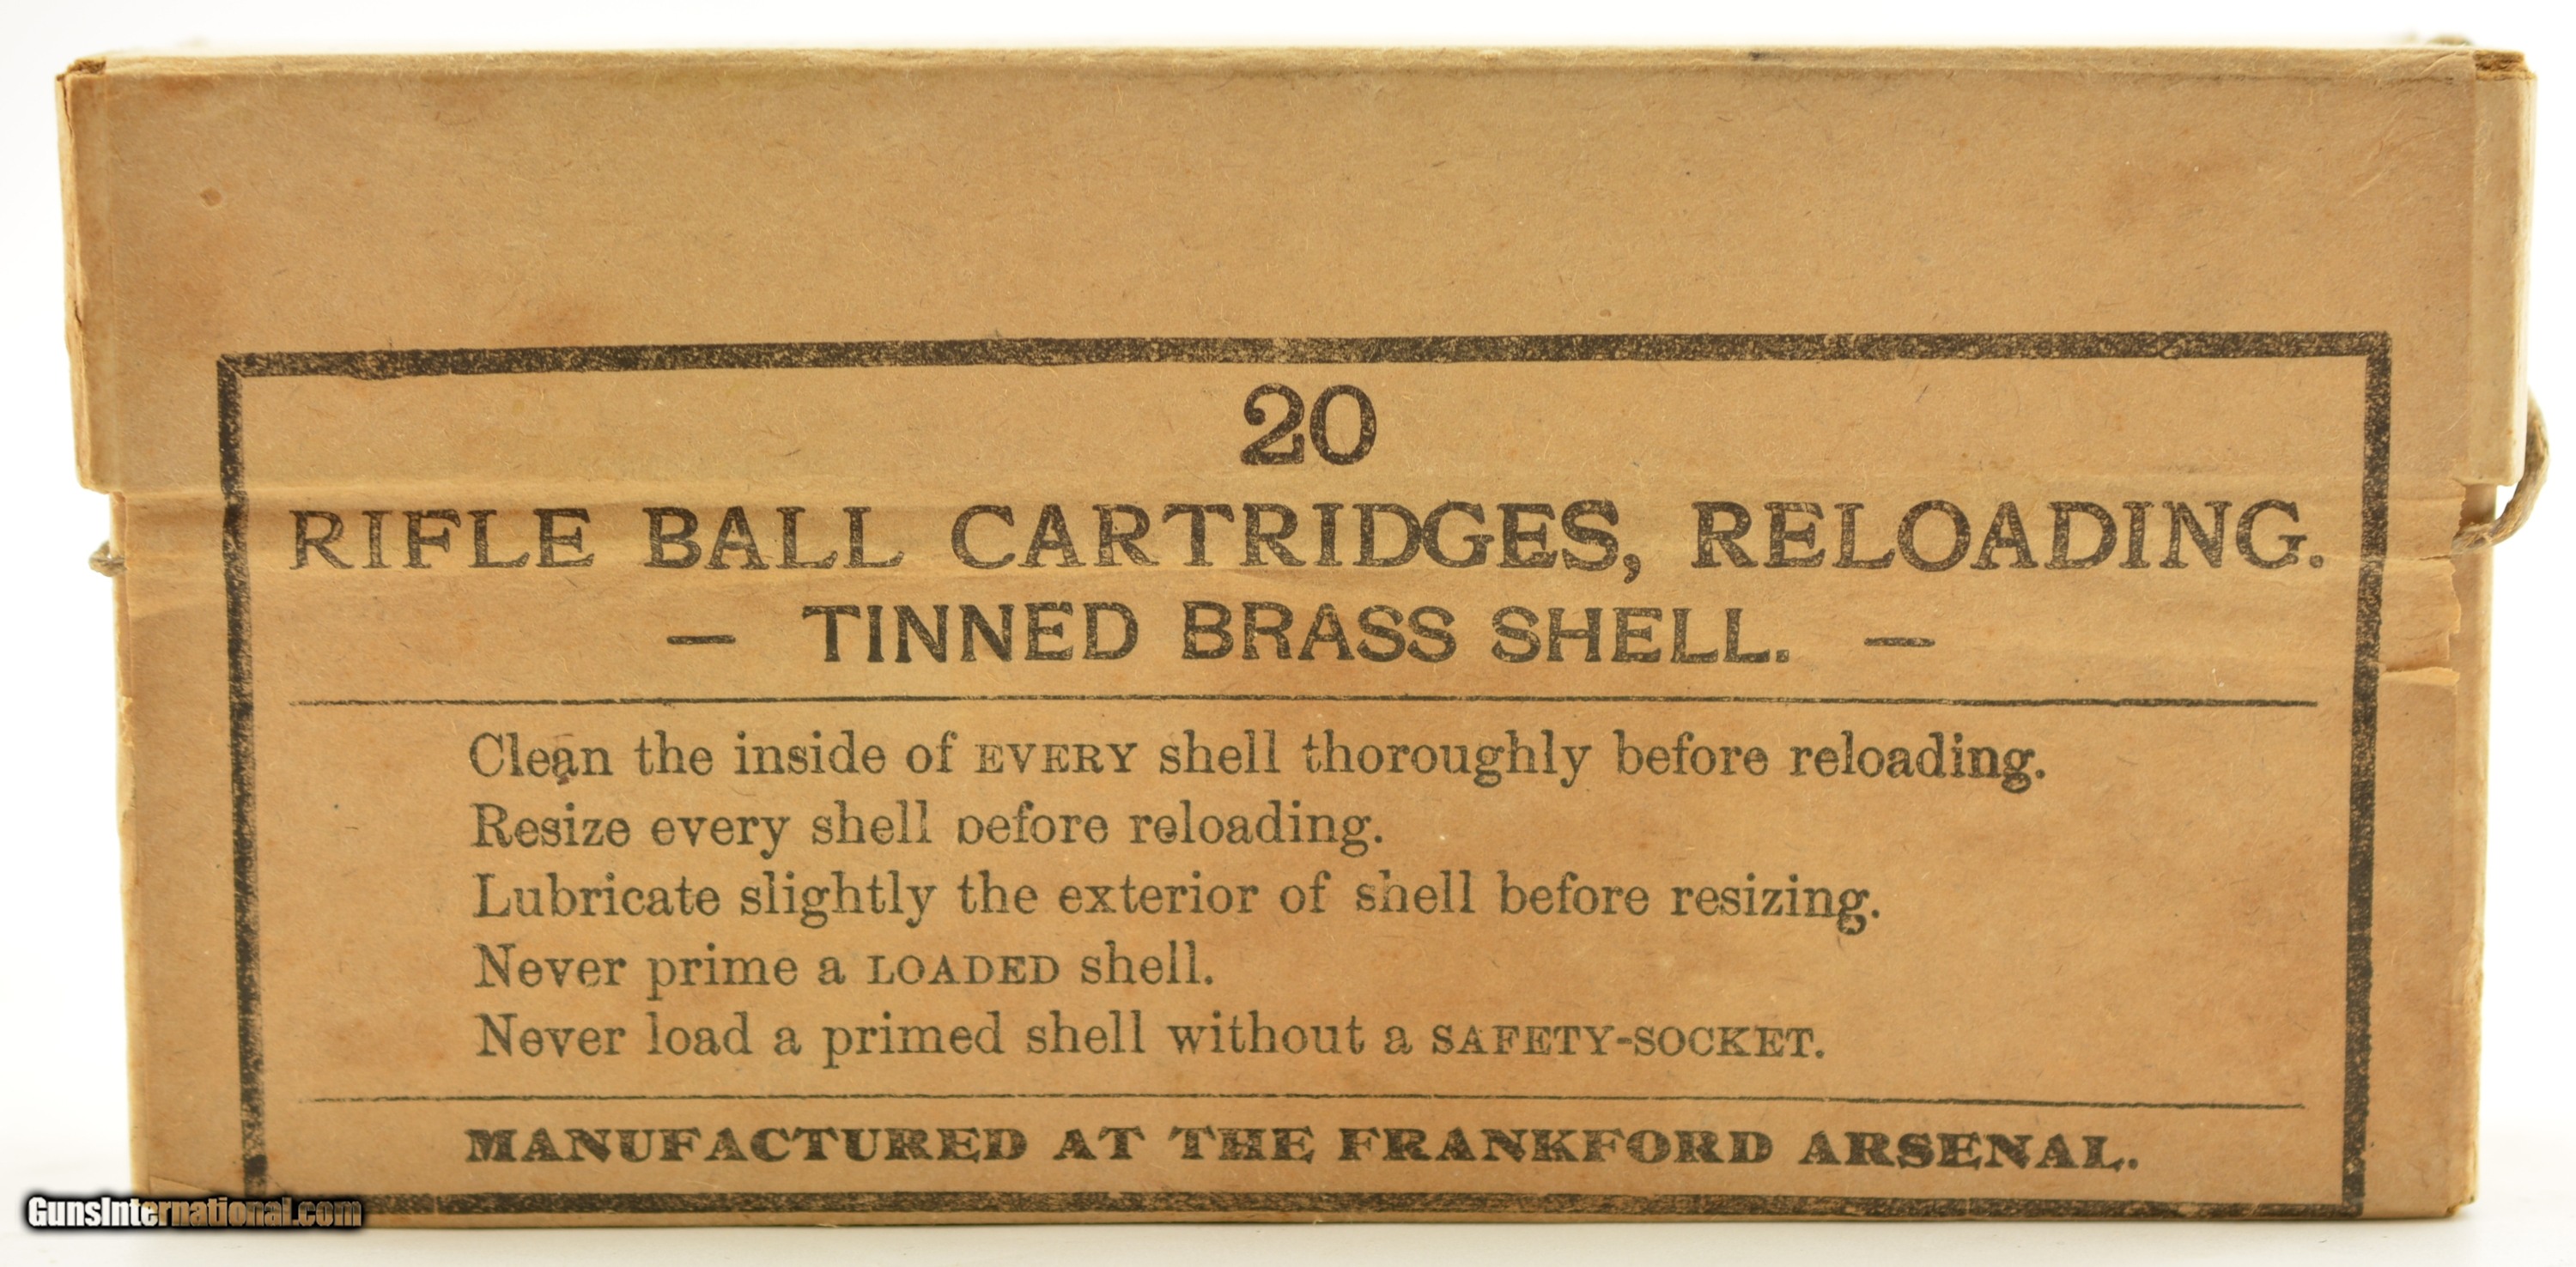 20
RIFLE BALL CARTRIDGES, RELOADING.
— TINNED BRASS SHELL. —
Clean the inside of EVERY shell thoroughly before reloading.
Resize every shell before reloading.
Lubricate slightly the exterior of shell before resizing.
Never prime a LOADED shell.
Never load a primed shell without a SAFETY-SOCKET.
MANUFACTURED AT THE FRANKFORD ARSENAL.
GunsInternational.com